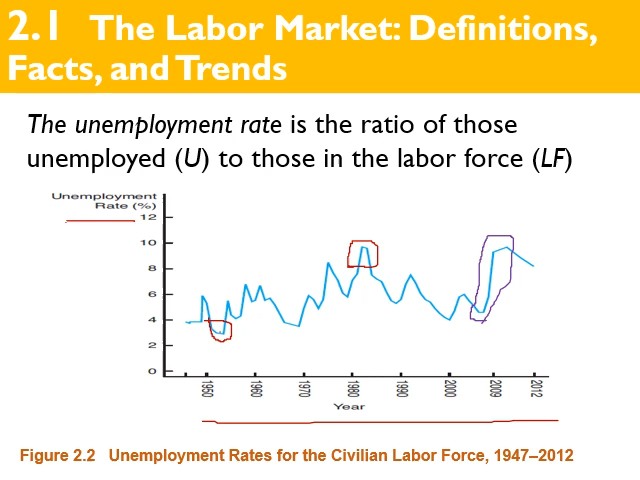 2.1 The Labor Market: Definitions,
Facts, and Trends
The unemployment rate is the ratio of those
unemployed (U) to those in the labor force (LF)
Unemployment
Rate (%)
12
10
8
6
4
2
0
1950 1960 1970 1980 1990 2000 2009 2012
Year
Figure 2.2 Unemployment Rates for the Civilian Labor Force, 1947–2012